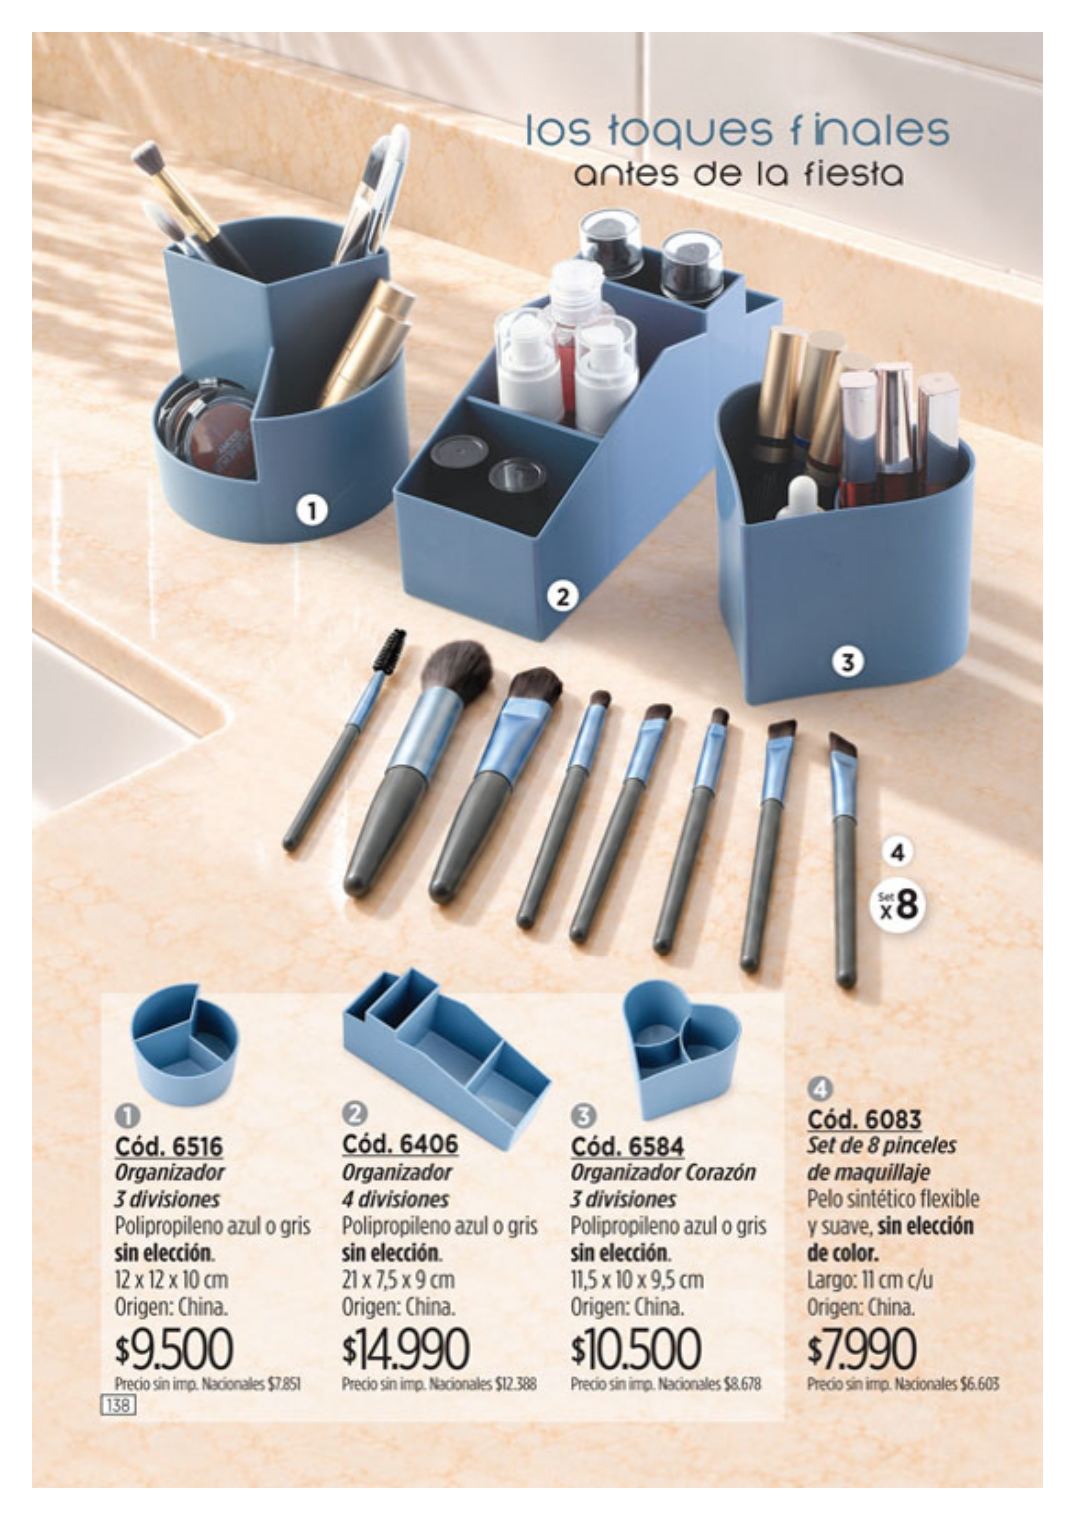 los toques finales
antes de la fiesta
1
2
3
4
Set
x 8
1
Cód. 6516
Organizador
3 divisiones
Polipropileno azul o gris
sin elección.
12 x 12 x 10 cm
Origen: China.
$9.500
Precio sin imp. Nacionales $7.851
2
Cód. 6406
Organizador
4 divisiones
Polipropileno azul o gris
sin elección.
21 x 7,5 x 9 cm
Origen: China.
$14.990
Precio sin imp. Nacionales $12.388
3
Cód. 6584
Organizador Corazón
3 divisiones
Polipropileno azul o gris
sin elección.
11,5 x 10 x 9,5 cm
Origen: China.
$10.500
Precio sin imp. Nacionales $8.678
4
Cód. 6083
Set de 8 pinceles
de maquillaje
Pelo sintético flexible
y suave, sin elección
de color.
Largo: 11 cm c/u
Origen: China.
$7.990
Precio sin imp. Nacionales $6.603
138